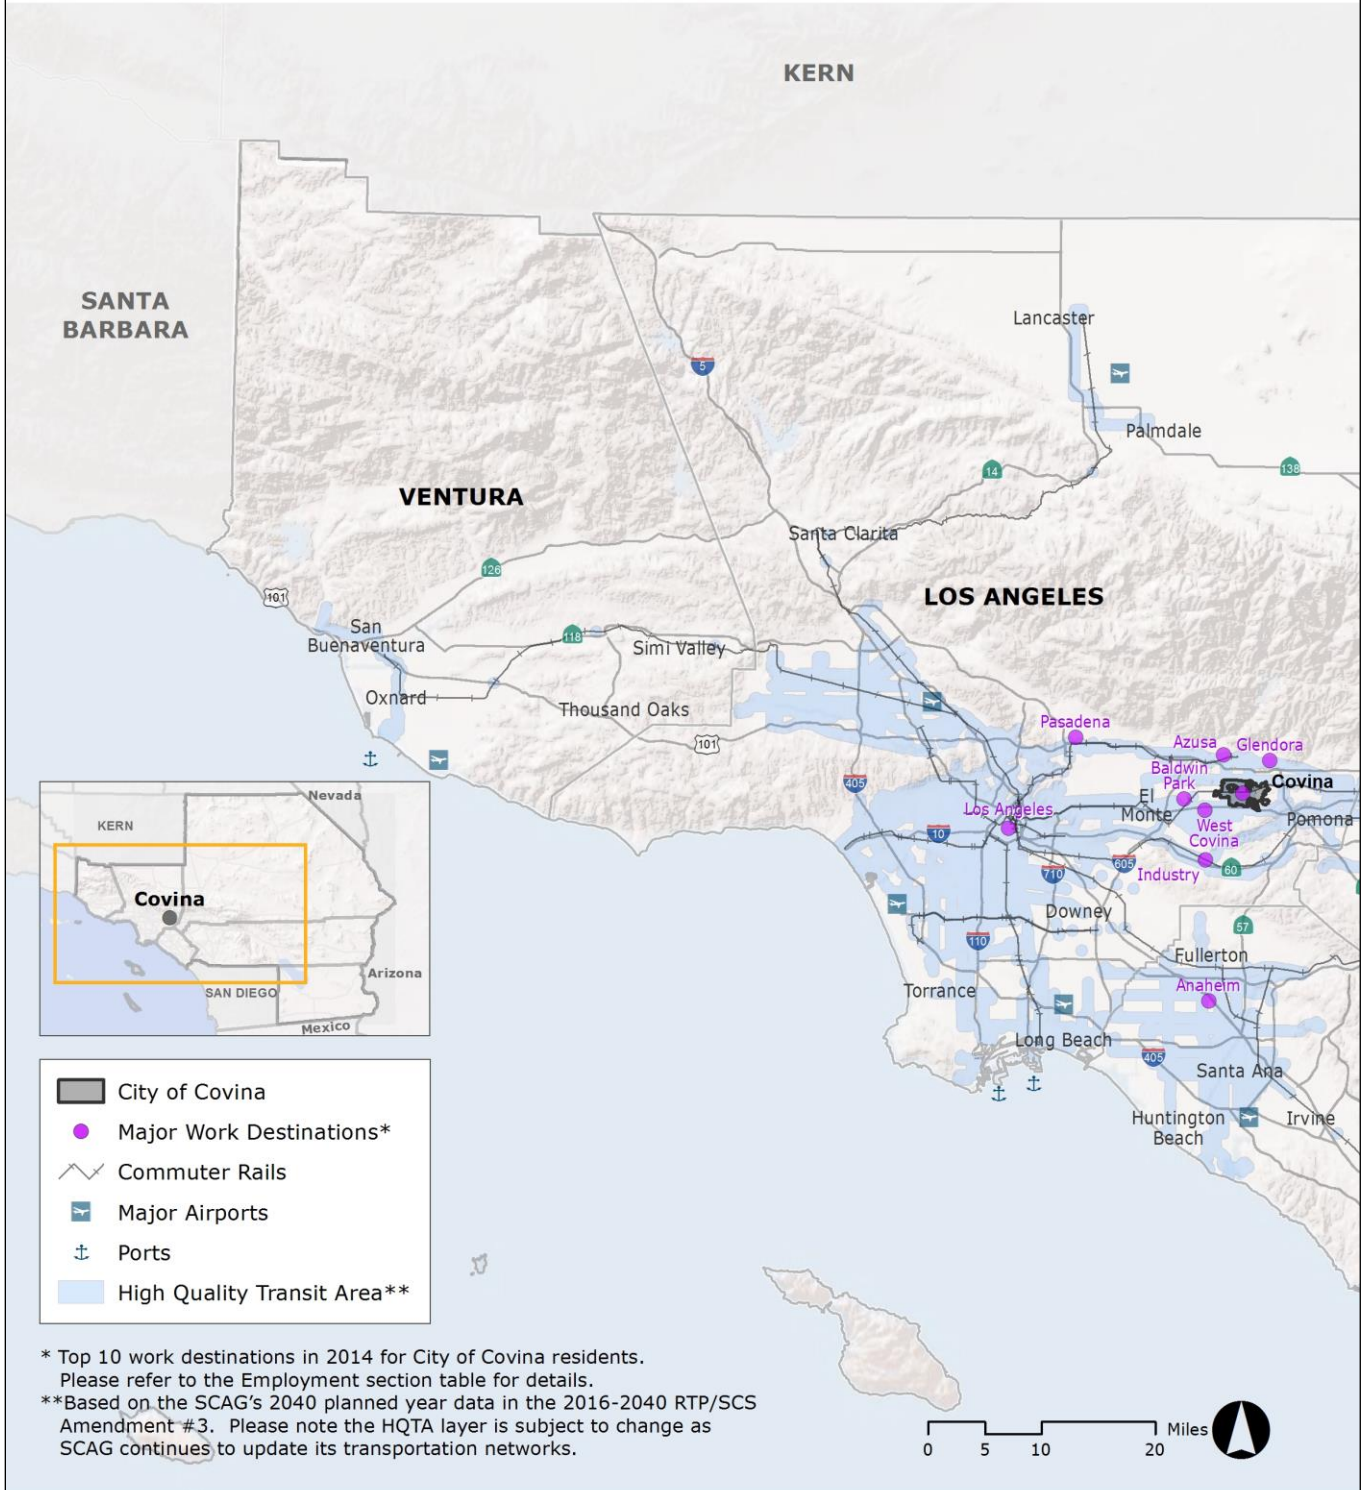 KERN
SANTA
BARBARA
Lancaster
5
Palmdale
14
138
VENTURA
Santa Clarita
126
LOS ANGELES
101
San
Buenaventura
118
Simi Valley
Oxnard
Thousand Oaks
101
Pasadena
Azusa
Glendora
Baldwin
Park
Covina
405
El
Monte
Los Angeles
West
Covina
Pomona
10
605
60
710
Industry
Downey
57
110
Fullerton
Anaheim
Torrance
Long Beach
405
Santa Ana
Huntington
Beach
Irvine
Nevada
KERN
Covina
Arizona
SAN DIEGO
Mexico
City of Covina
Major Work Destinations*
Commuter Rails
Major Airports
Ports
High Quality Transit Area**
* Top 10 work destinations in 2014 for City of Covina residents.
Please refer to the Employment section table for details.
**Based on the SCAG's 2040 planned year data in the 2016-2040 RTP/SCS
Amendment #3. Please note the HQTA layer is subject to change as
SCAG continues to update its transportation networks.
0 5 10 20 Miles